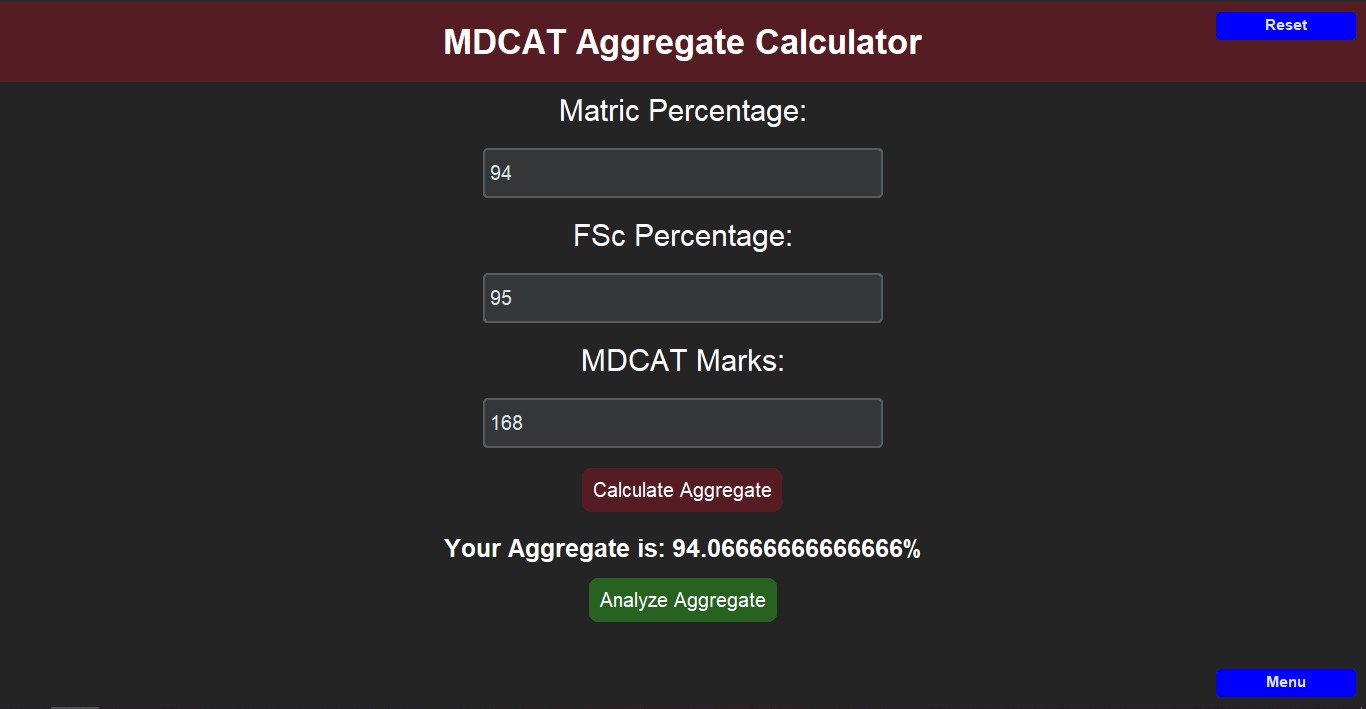 MDCAT Aggregate Calculator
Reset
Matric Percentage:
94
FSc Percentage:
95
MDCAT Marks:
168
Calculate Aggregate
Your Aggregate is: 94.06666666666666%
Analyze Aggregate
Menu